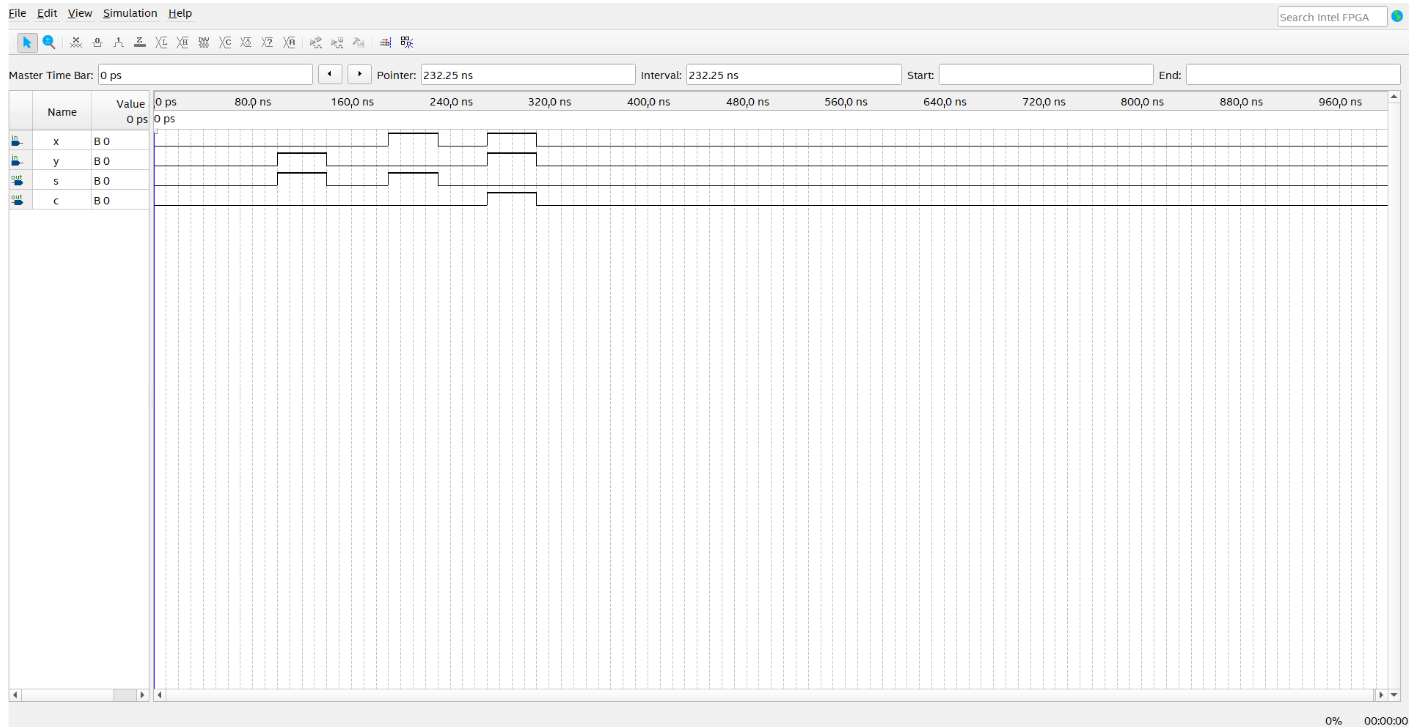 File Edit View Simulation Help
Search Intel FPGA
Master Time Bar: 0 ps Pointer: 232.25 ns Interval: 232.25 ns Start: End:
Name Value 0 ps
0 ps 80,0 ns 160,0 ns 240,0 ns 320,0 ns 400,0 ns 480,0 ns 560,0 ns 640,0 ns 720,0 ns 800,0 ns 880,0 ns 960,0 ns
0 ps
in x B 0
in y B 0
out s B 0
out c B 0
0% 00:00:00